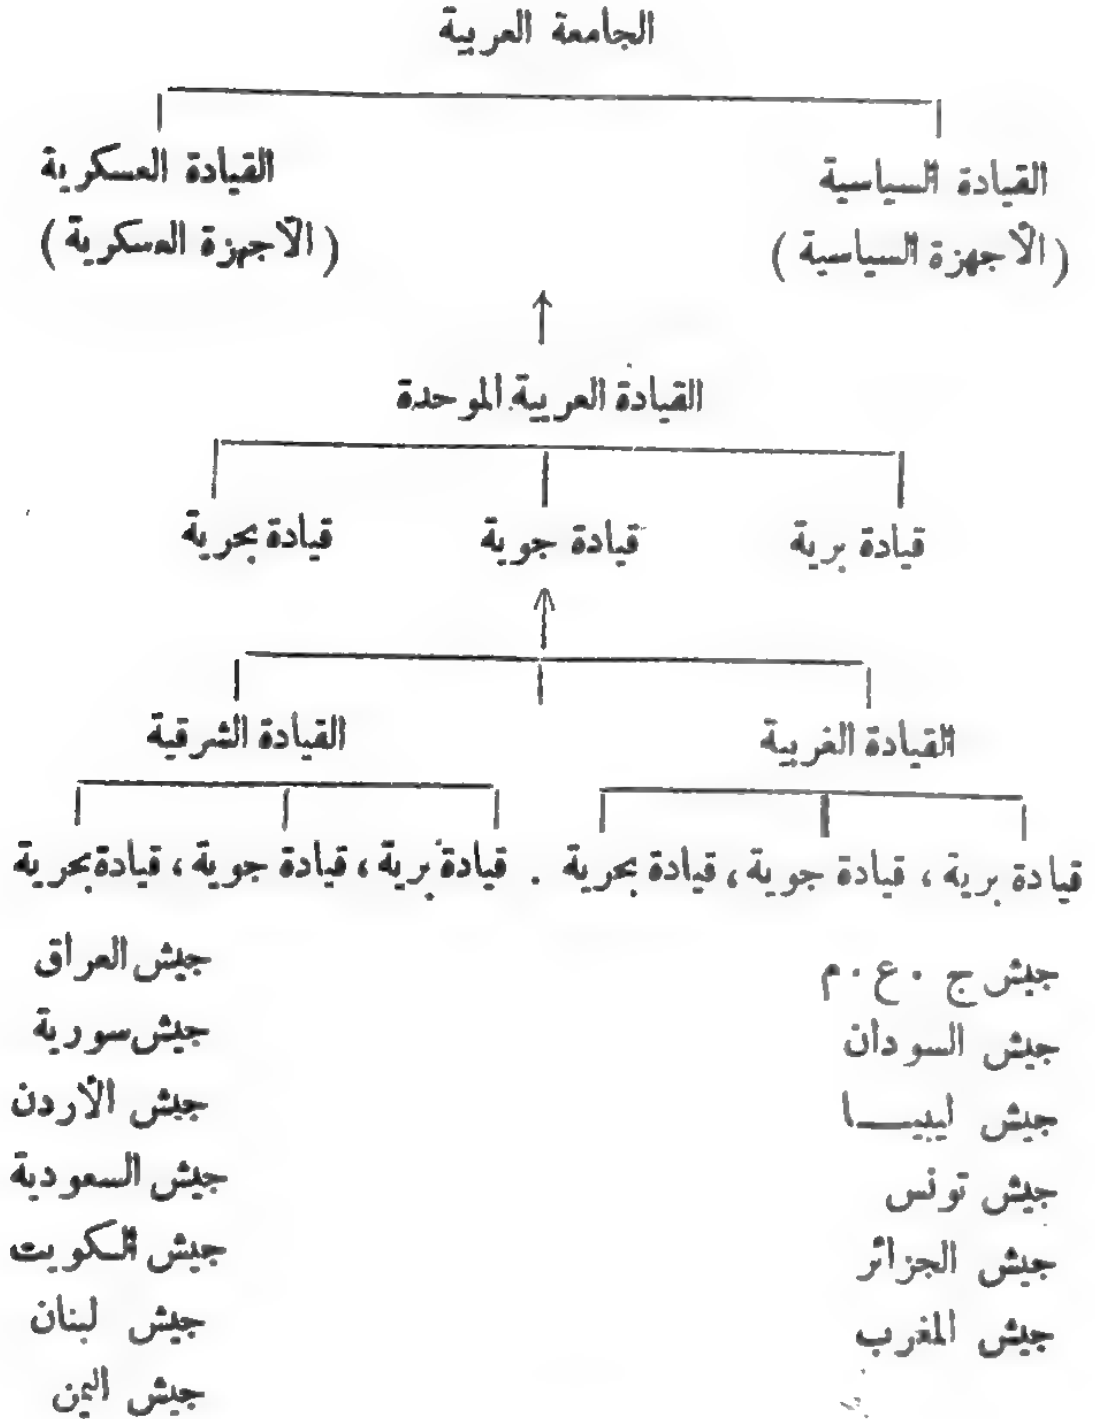 الجامعة العربية
القيادة السياسية
(الأجهزة السياسية)
القيادة العسكرية
(الأجهزة العسكرية)
القيادة العربية الموحدة
قيادة برية
قيادة جوية
قيادة بحرية
القيادة الغربية
القيادة الشرقية
قيادة برية، قيادة جوية، قيادة بحرية . قيادة برية، قيادة جوية، قيادة بحرية
جيش ج . ع . م
جيش السودان
جيش ليبيـــا
جيش تونس
جيش الجزائر
جيش المغرب
جيش العراق
جيش سورية
جيش الأردن
جيش السعودية
جيش الكويت
جيش لبنان
جيش اليمن